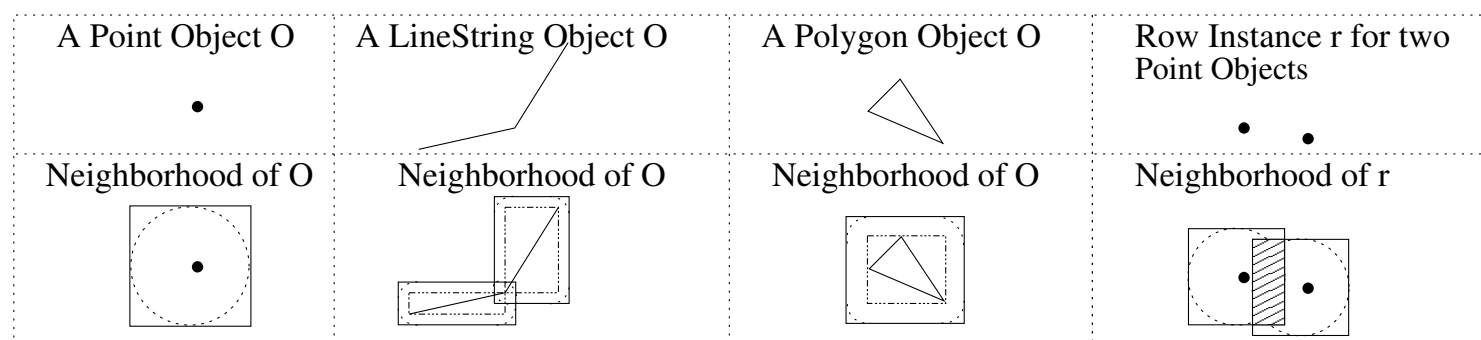 A Point Object O
A LineString Object O
A Polygon Object O
Row Instance r for two
Point Objects
Neighborhood of O
Neighborhood of O
Neighborhood of O
Neighborhood of r